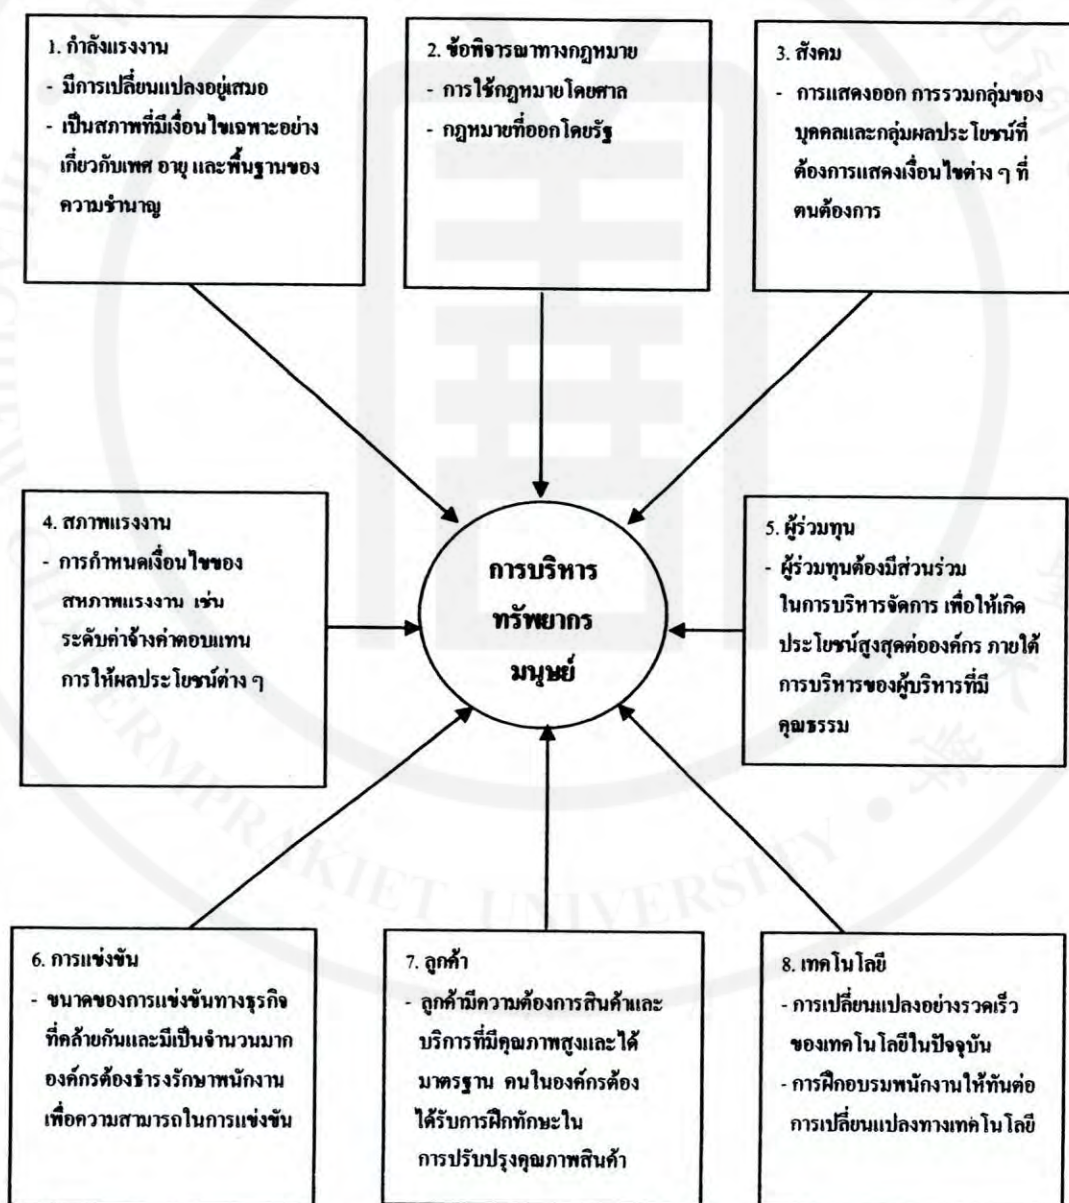 1. กำลังแรงงาน
- มีการเปลี่ยนแปลงอยู่เสมอ
- เป็นสภาพที่มีเงื่อนไขเฉพาะอย่าง
เกี่ยวกับเพศ อายุ และพื้นฐานของ
ความชำนาญ
2. ข้อพิจารณาทางกฎหมาย
- การใช้กฎหมายโดยศาล
- กฎหมายที่ออกโดยรัฐ
3. สังคม
- การแสดงออก การรวมกลุ่มของ
บุคคลและกลุ่มผลประโยชน์ที่
ต้องการแสดงเงื่อนไขต่าง ๆ ที่
ตนต้องการ
4. สภาพแรงงาน
- การกำหนดเงื่อนไขของ
สหภาพแรงงาน เช่น
ระดับค่าจ้างค่าตอบแทน
การให้ผลประโยชน์ต่าง ๆ
การบริหาร
ทรัพยากร
มนุษย์
5. ผู้ร่วมทุน
- ผู้ร่วมทุนต้องมีส่วนร่วม
ในการบริหารจัดการ เพื่อให้เกิด
ประโยชน์สูงสุดต่อองค์กร ภายใต้
การบริหารของผู้บริหารที่มี
คุณธรรม
6. การแข่งขัน
- ขนาดของการแข่งขันทางธุรกิจ
ที่คล้ายกันและมีเป็นจำนวนมาก
องค์กรต้องธำรงรักษาพนักงาน
เพื่อความสามารถในการแข่งขัน
7. ลูกค้า
- ลูกค้ามีความต้องการสินค้าและ
บริการที่มีคุณภาพสูงและได้
มาตรฐาน คนในองค์กรต้อง
ได้รับการฝึกทักษะใน
การปรับปรุงคุณภาพสินค้า
8. เทคโนโลยี
- การเปลี่ยนแปลงอย่างรวดเร็ว
ของเทคโนโลยีในปัจจุบัน
- การฝึกอบรมพนักงานให้ทันต่อ
การเปลี่ยนแปลงทางเทคโนโลยี
UNIVERSITY